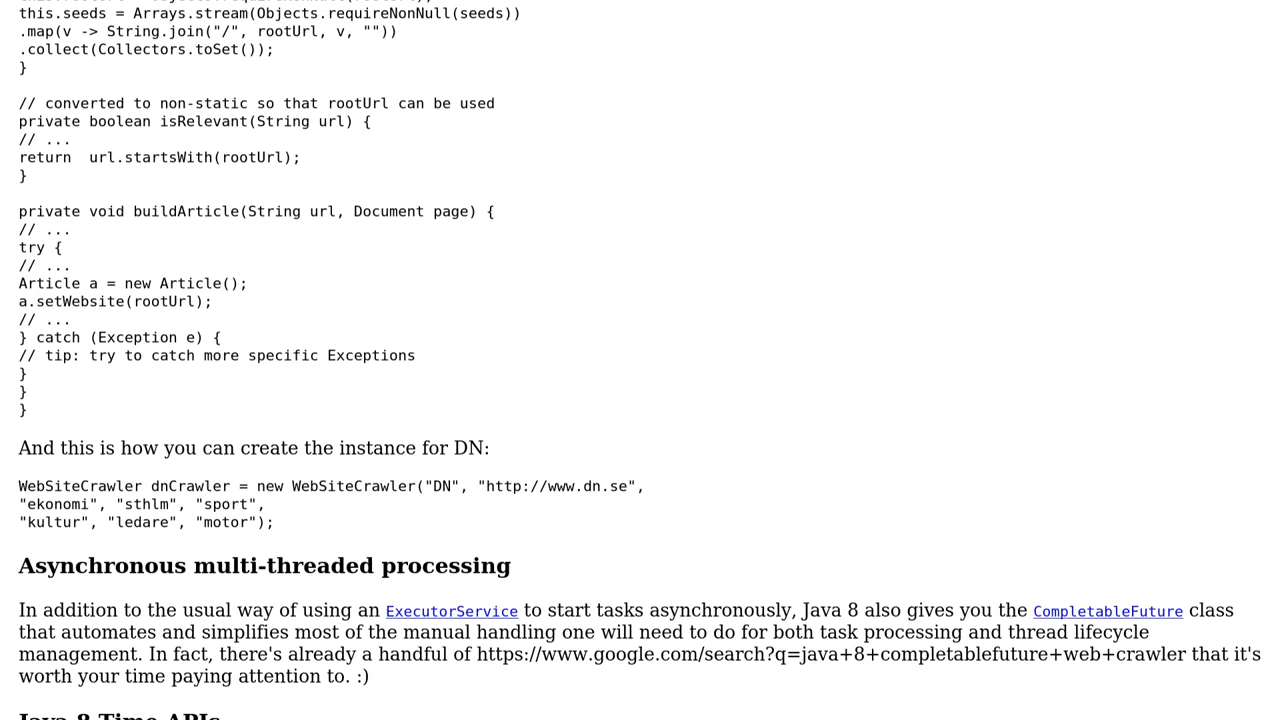 this.seeds = Arrays.stream(Objects.requireNonNull(seeds))
.map(v -> String.join("/", rootUrl, v, ""))
.collect(Collectors.toSet());
}
// converted to non-static so that rootUrl can be used
private boolean isRelevant(String url) {
// ...
return  url.startsWith(rootUrl);
}
private void buildArticle(String url, Document page) {
// ...
try {
// ...
Article a = new Article();
a.setWebsite(rootUrl);
// ...
} catch (Exception e) {
// tip: try to catch more specific Exceptions
}
}
}
And this is how you can create the instance for DN:
WebSiteCrawler dnCrawler = new WebSiteCrawler("DN", "http://www.dn.se",
"ekonomi", "sthlm", "sport",
"kultur", "ledare", "motor");
Asynchronous multi-threaded processing
In addition to the usual way of using an ExecutorService to start tasks asynchronously, Java 8 also gives you the CompletableFuture class
that automates and simplifies most of the manual handling one will need to do for both task processing and thread lifecycle
management. In fact, there's already a handful of https://www.google.com/search?q=java+8+completablefuture+web+crawler that it's
worth your time paying attention to. :)
Java 8 Time APIs